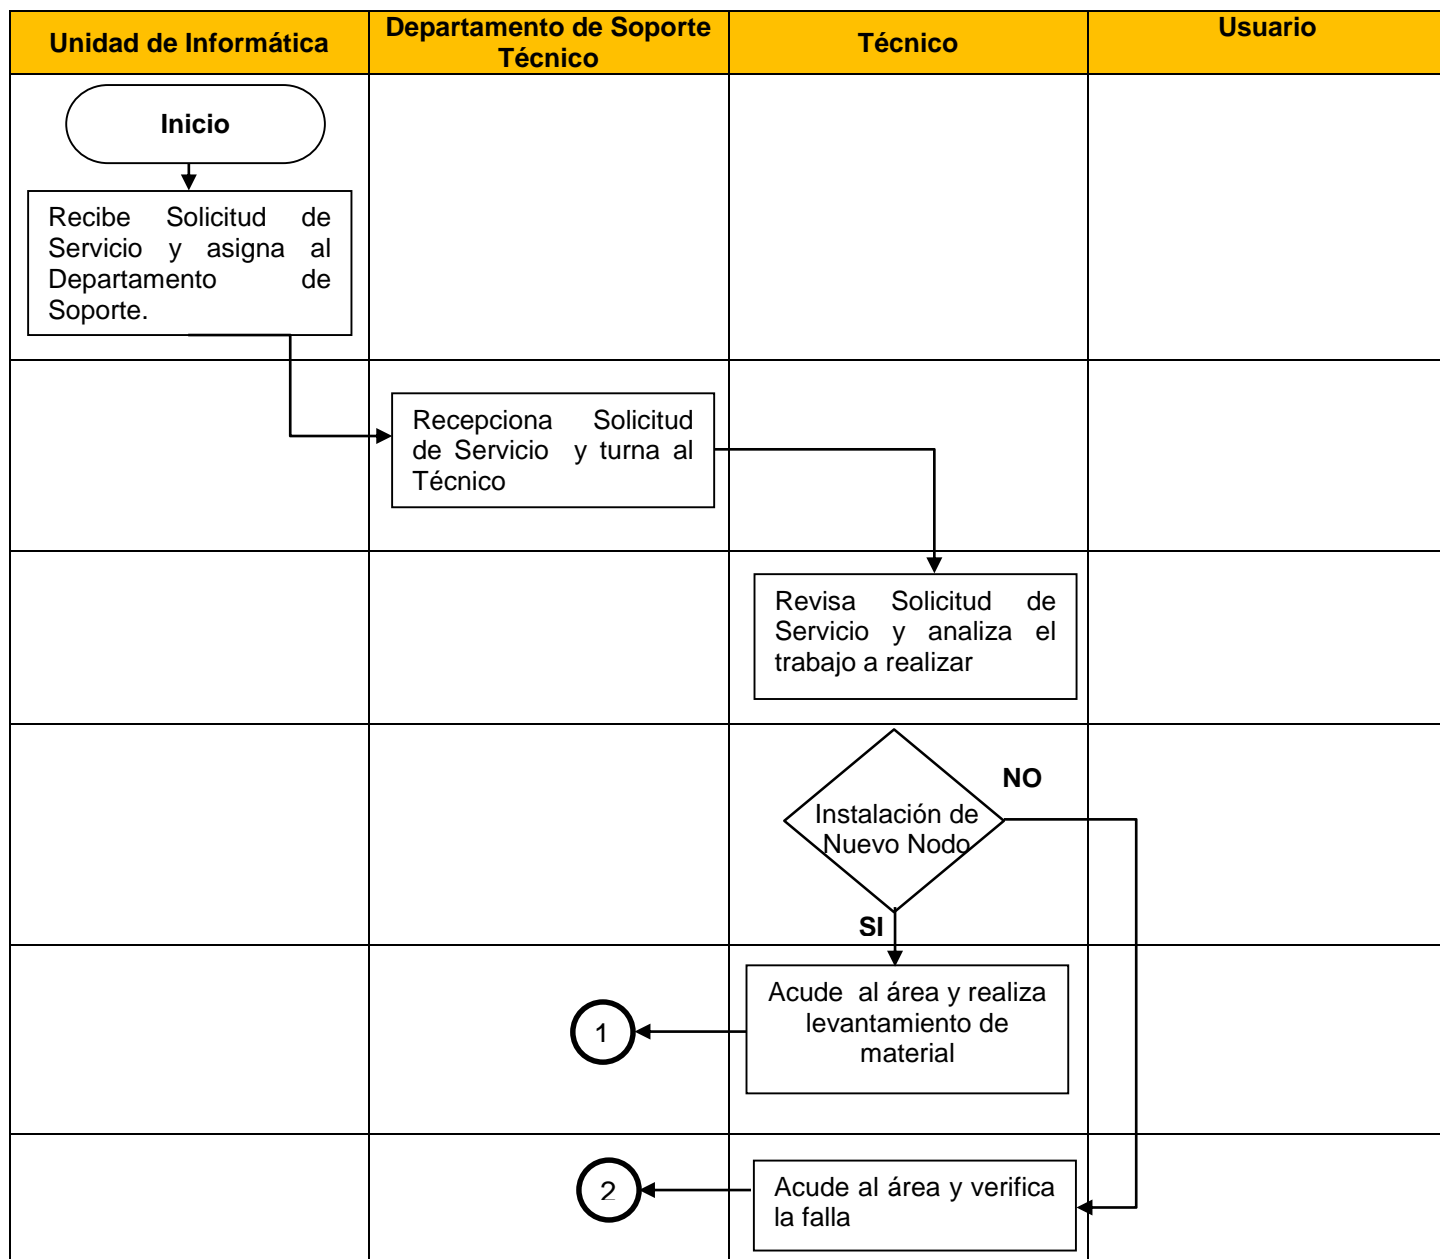 Unidad de Informática
Departamento de Soporte
Técnico
Técnico
Usuario
Inicio
Recibe Solicitud de
Servicio y asigna al
Departamento de
Soporte.
Recepciona Solicitud
de Servicio y turna al
Técnico
Revisa Solicitud de
Servicio y analiza el
trabajo a realizar
NO
Instalación de
Nuevo Nodo
SI
Acude al área y realiza
levantamiento de
material
1
Acude al área y verifica
la falla
2